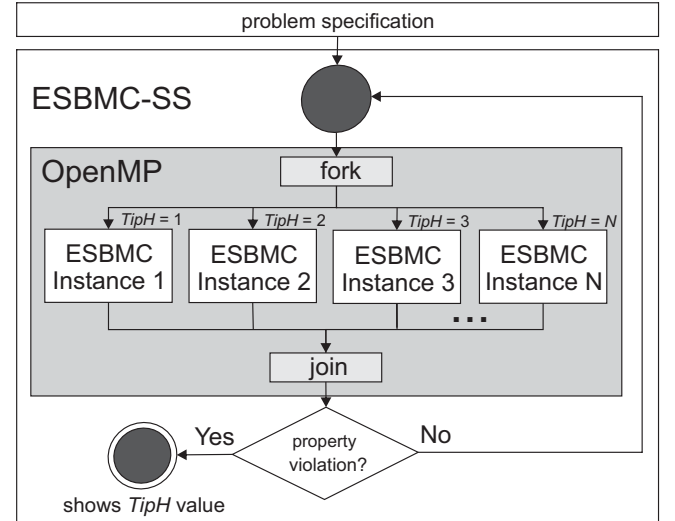 problem specification
ESBMC-SS
OpenMP
fork
TipH = 1
TipH = 2
TipH = 3
TipH = N
ESBMC
Instance 1
ESBMC
Instance 2
ESBMC
Instance 3
ESBMC
Instance N
...
join
Yes
property
violation?
No
shows TipH value